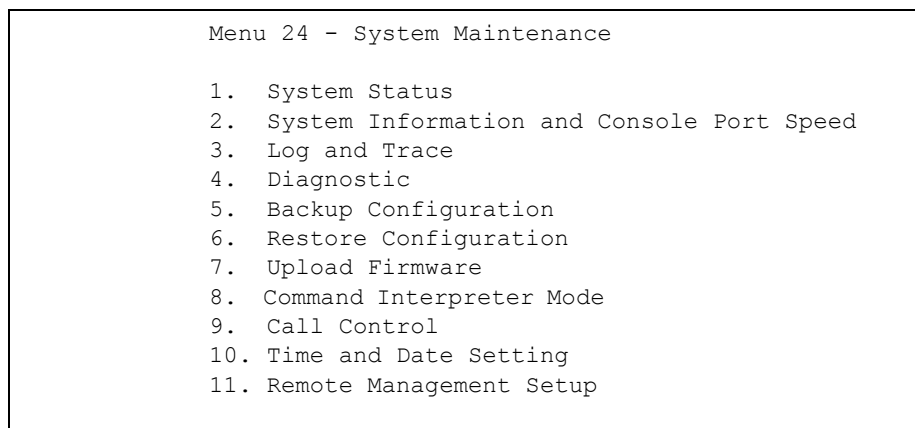 Menu 24 - System Maintenance
1. System Status
2. System Information and Console Port Speed
3. Log and Trace
4. Diagnostic
5. Backup Configuration
6. Restore Configuration
7. Upload Firmware
8. Command Interpreter Mode
9. Call Control
10. Time and Date Setting
11. Remote Management Setup